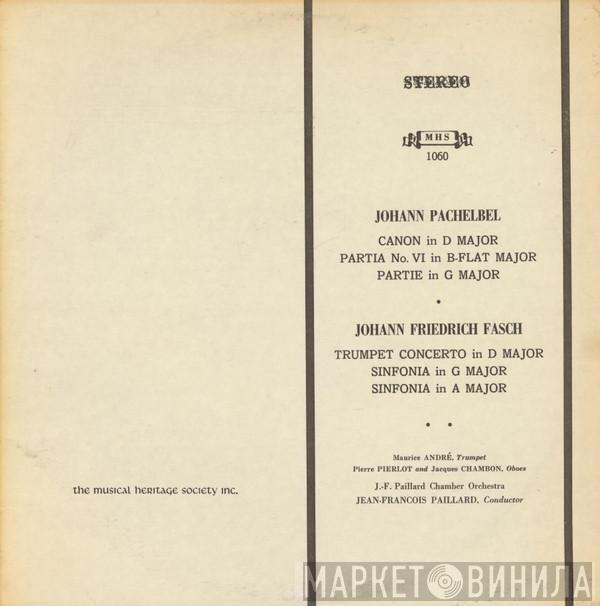 STEREO
MHS
1060
JOHANN PACHELBEL
CANON in D MAJOR
PARTIA No. VI in B-FLAT MAJOR
PARTIE in G MAJOR
•
JOHANN FRIEDRICH FASCH
TRUMPET CONCERTO in D MAJOR
SINFONIA in G MAJOR
SINFONIA in A MAJOR
• •
Maurice ANDRÉ, Trumpet
Pierre PIERLOT and Jacques CHAMBON, Oboes
J.-F. Paillard Chamber Orchestra
JEAN-FRANCOIS PAILLARD, Conductor
the musical heritage society inc.
МАРКЕТ ВИНИЛА